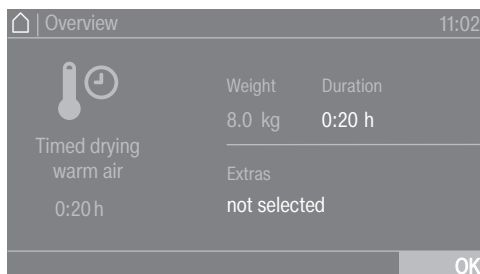 | Overview 11:02
Weight Duration
8.0 kg 0:20 h
Timed drying
warm air
0:20 h
Extras
not selected
OK